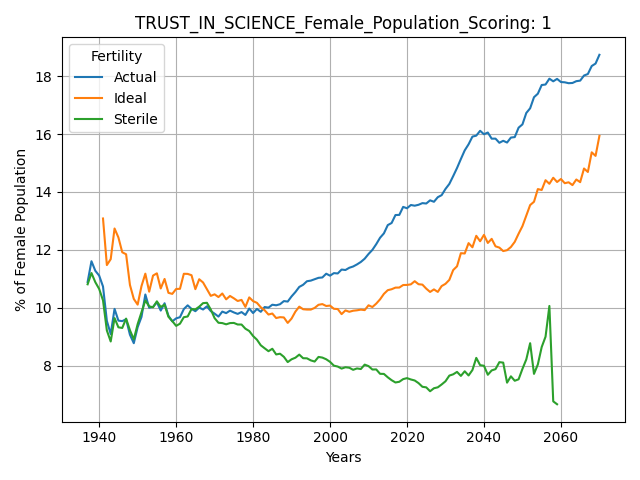 TRUST_IN_SCIENCE_Female_Population_Scoring: 1
Fertility
Actual
Ideal
Sterile
% of Female Population
18
16
14
12
10
8
1940 1960 1980 2000 2020 2040 2060
Years